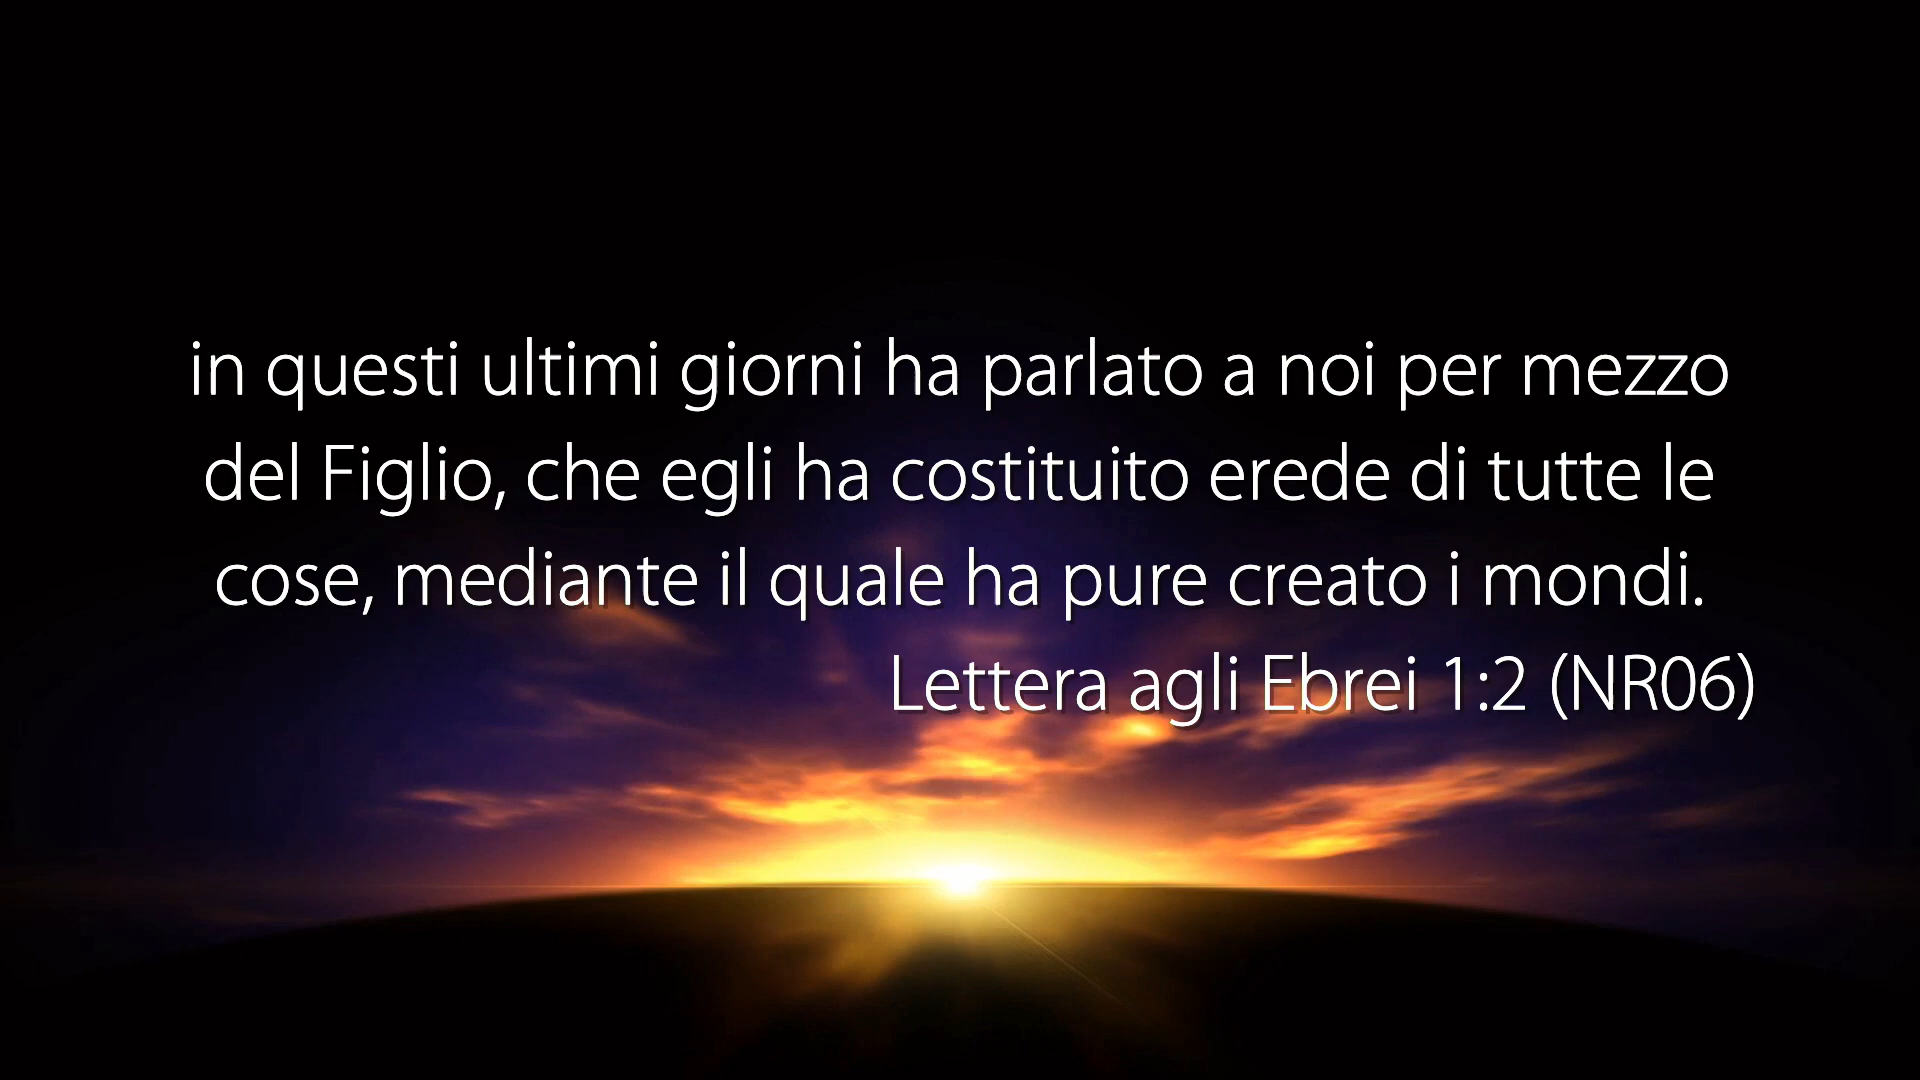 in questi ultimi giorni ha parlato a noi per mezzo
del Figlio, che egli ha costituito erede di tutte le
cose, mediante il quale ha pure creato i mondi.
Lettera agli Ebrei 1:2 (NR06)